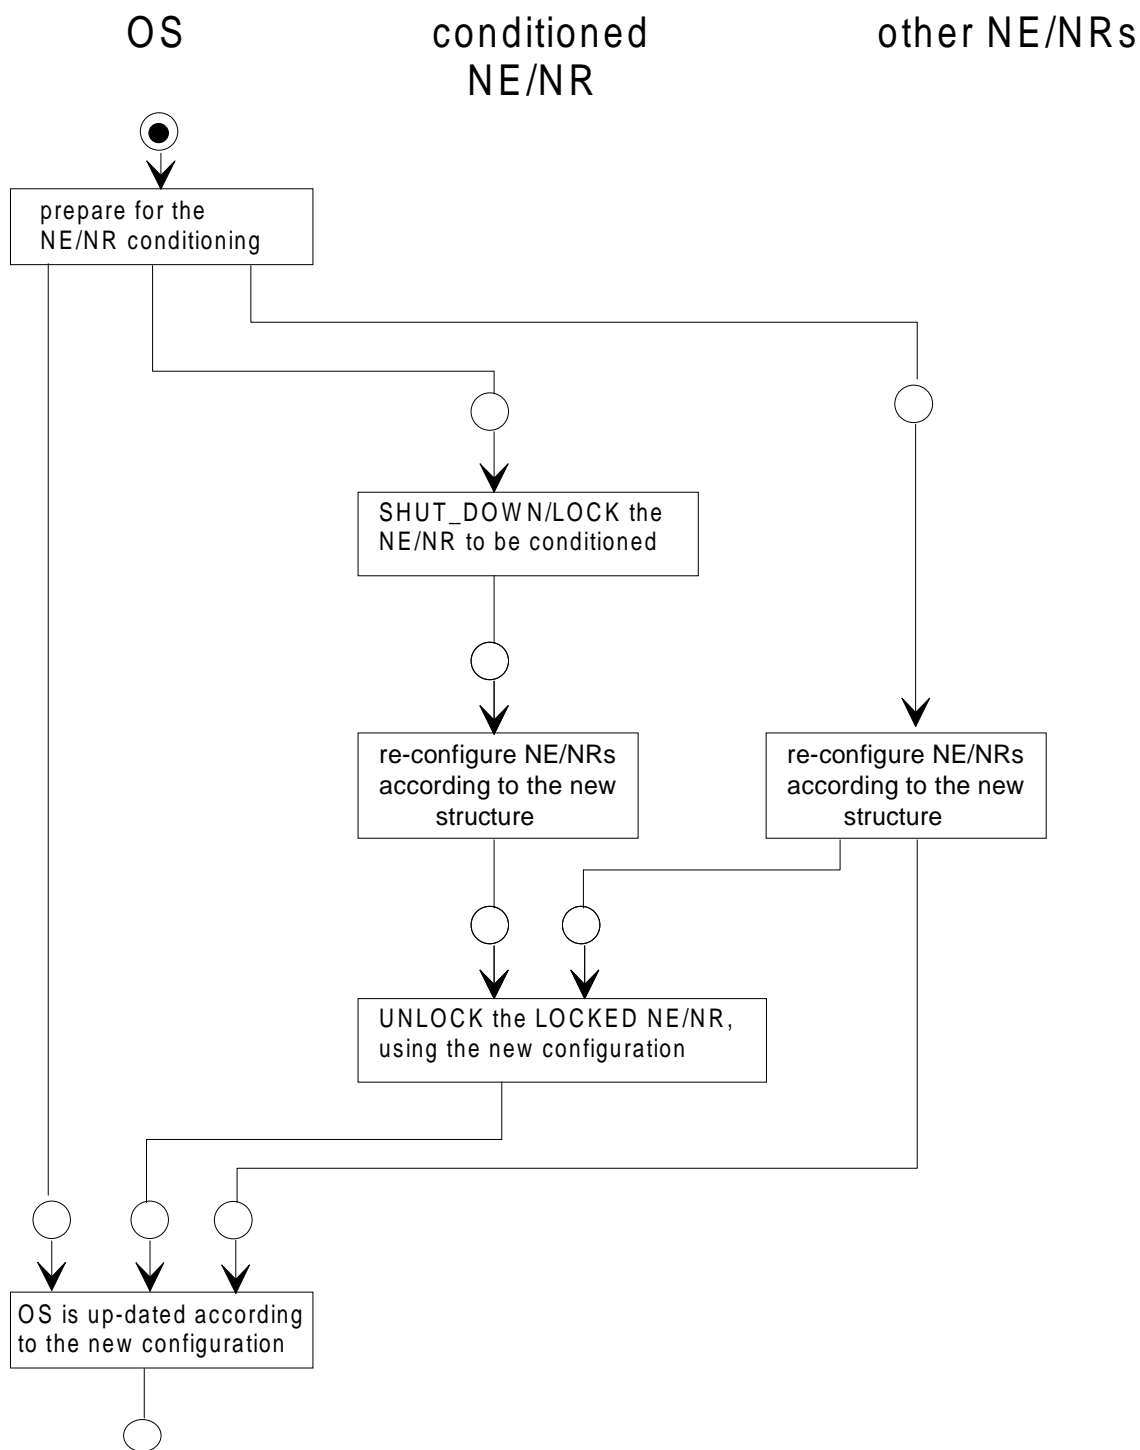 OS
conditioned
NE/NR
other NE/NRs
prepare for the
NE/NR conditioning
SHUT_DOWN/LOCK the
NE/NR to be conditioned
re-configure NE/NRs
according to the new
structure
re-configure NE/NRs
according to the new
structure
UNLOCK the LOCKED NE/NR,
using the new configuration
OS is up-dated according
to the new configuration